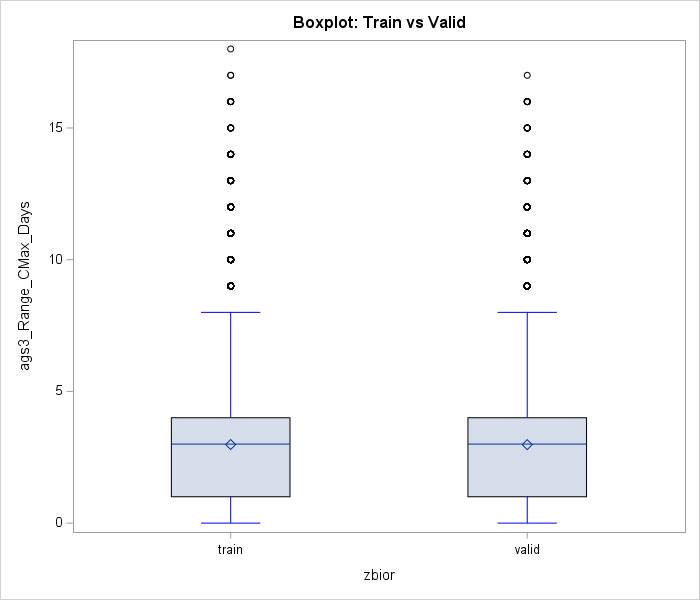 Boxplot: Train vs Valid
ags3_Range_CMax_Days
15
10
5
0
train
valid
zbior